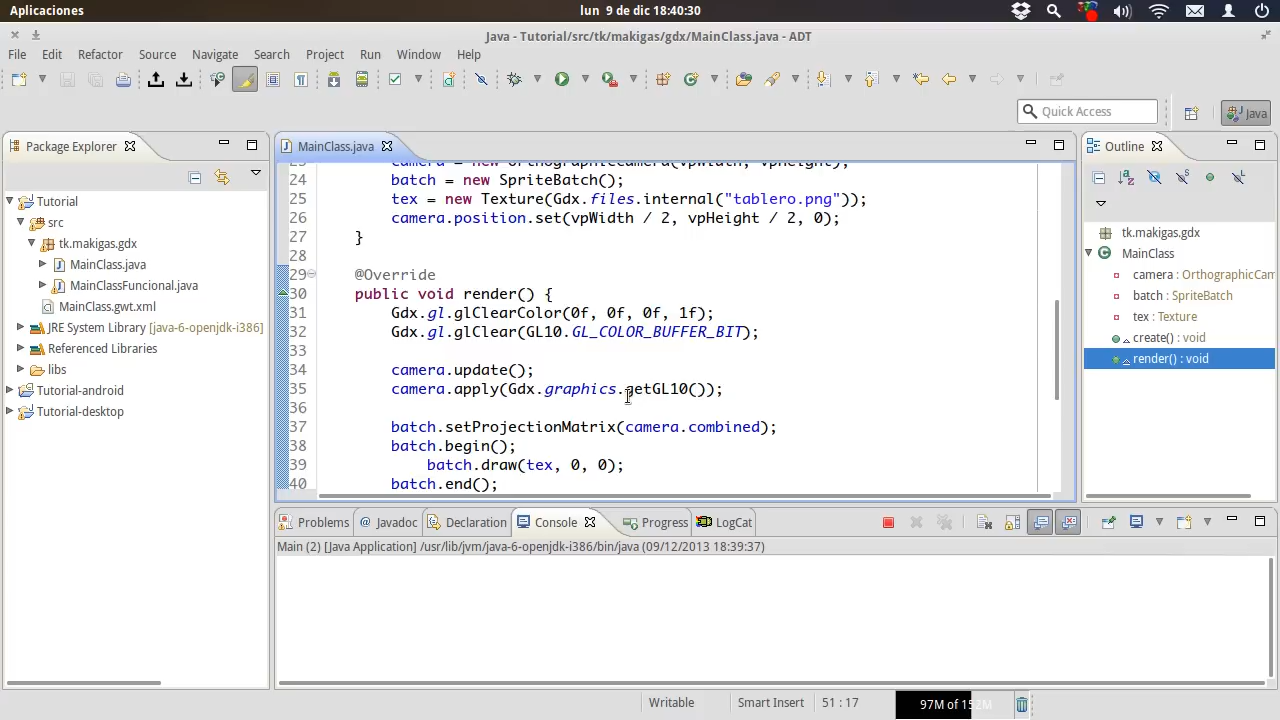 Aplicaciones
lun 9 de dic 18:40:30
Java - Tutorial/src/tk/makigas/gdx/MainClass.java - ADT
File Edit Refactor Source Navigate Search Project Run Window Help
Quick Access
Java
Package Explorer
Tutorial
src
tk.makigas.gdx
MainClass.java
MainClassFuncional.java
MainClass.gwt.xml
JRE System Library [java-6-openjdk-i386]
Referenced Libraries
libs
Tutorial-android
Tutorial-desktop
MainClass.java
23 camera = new OrthographicCamera(vpWidth, vpHeight);
24 batch = new SpriteBatch();
25 tex = new Texture(Gdx.files.internal("tablero.png"));
26 camera.position.set(vpWidth / 2, vpHeight / 2, 0);
27 }
28
29 @Override
30 public void render() {
31 Gdx.gl.glClearColor(0f, 0f, 0f, 1f);
32 Gdx.gl.glClear(GL10.GL_COLOR_BUFFER_BIT);
33
34 camera.update();
35 camera.apply(Gdx.graphics.getGL10());
36
37 batch.setProjectionMatrix(camera.combined);
38 batch.begin();
39 batch.draw(tex, 0, 0);
40 batch.end();
Outline
tk.makigas.gdx
MainClass
camera : OrthographicCam
batch : SpriteBatch
tex : Texture
create() : void
render() : void
Problems Javadoc Declaration Console Progress LogCat
Main (2) [Java Application] /usr/lib/jvm/java-6-openjdk-i386/bin/java (09/12/2013 18:39:37)
Writable Smart Insert 51 : 17 97M of 152M